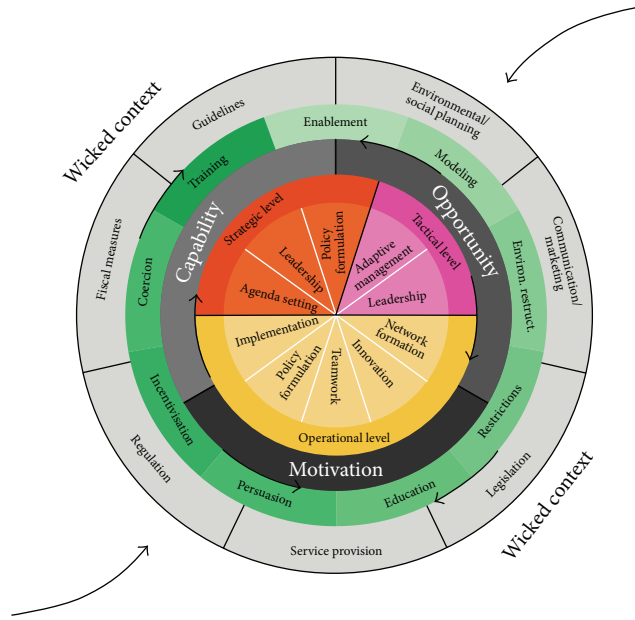 Wicked context
Guidelines
Environmental/
social planning
Communication/
marketing
Legislation
Service provision
Regulation
Fiscal measures
Wicked context
Enablement
Modeling
Environ. restruct.
Restrictions
Education
Persuasion
Incentivisation
Coercion
Training
Capability
Opportunity
Motivation
Strategic level
Tactical level
Operational level
Agenda setting
Leadership
Policy
formulation
Adaptive
management
Leadership
Network
formation
Innovation
Teamwork
Policy
formulation
Implementation